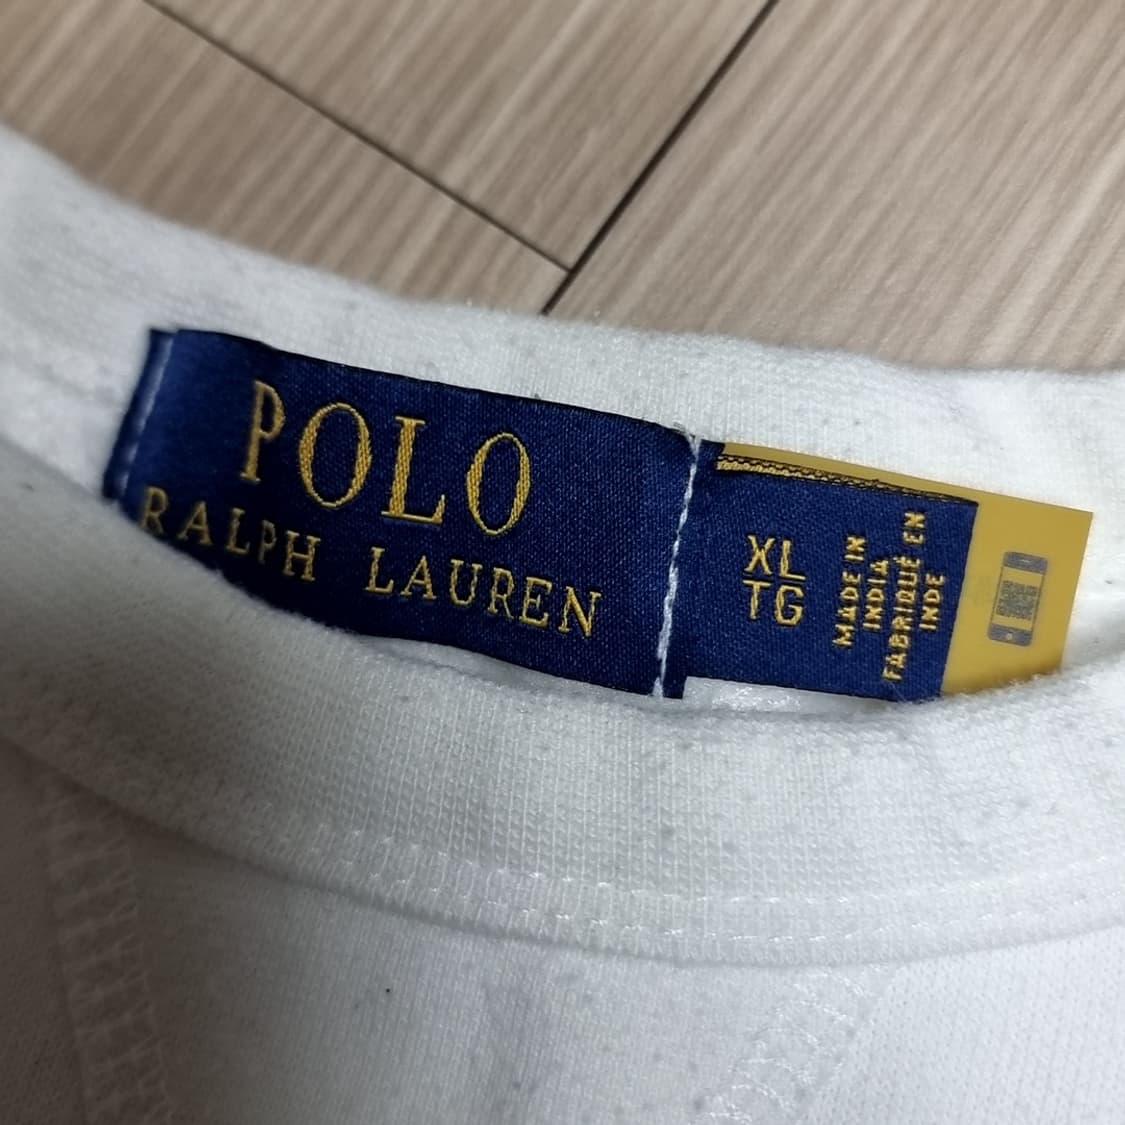 POLO
RALPH LAUREN
XL
TG
MADE IN
INDIA
FABRIQUÉ EN
INDE